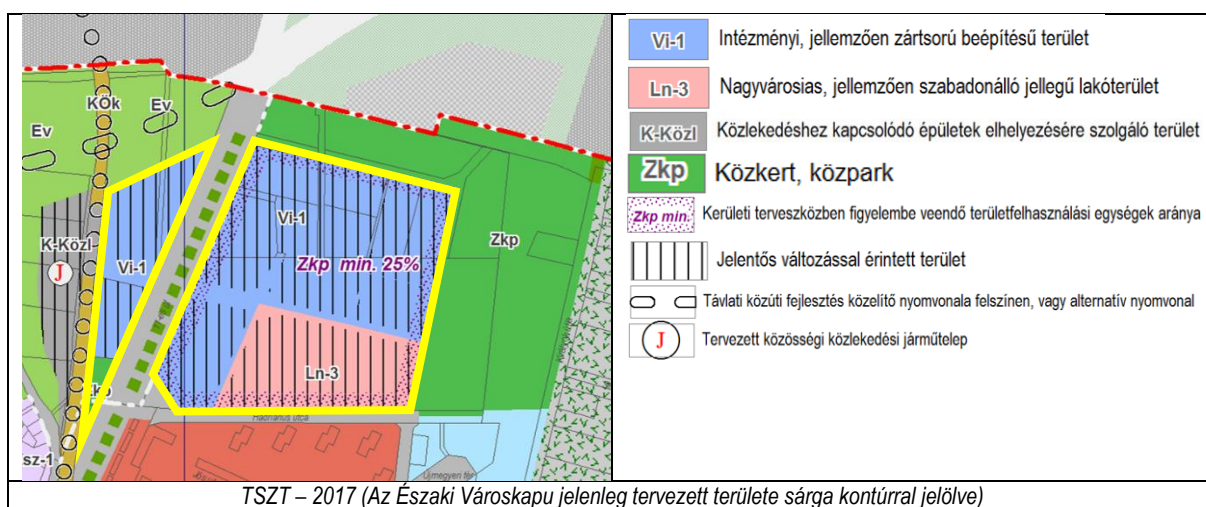 KÖk
Ev
Ev
Vi-1
Zkp
K-Közl
J
Vi-1
Zkp min. 25%
Ln-3
Hadrianus utca
Újmegyeri tér
sz-1
Vi-1 Intézményi, jellemzően zártsorú beépítésű terület
Ln-3 Nagyvárosias, jellemzően szabadonálló jellegű lakóterület
K-Közl Közlekedéshez kapcsolódó épületek elhelyezésére szolgáló terület
Zkp Közkert, közpark
Zkp min. Kerületi terveszközben figyelembe veendő területfelhasználási egységek aránya
Jelentős változással érintett terület
Távlati közúti fejlesztés közelítő nyomvonala felszínen, vagy alternatív nyomvonal
J Tervezett közösségi közlekedési járműtelep
TSZT – 2017 (Az Északi Városkapu jelenleg tervezett területe sárga kontúrral jelölve)